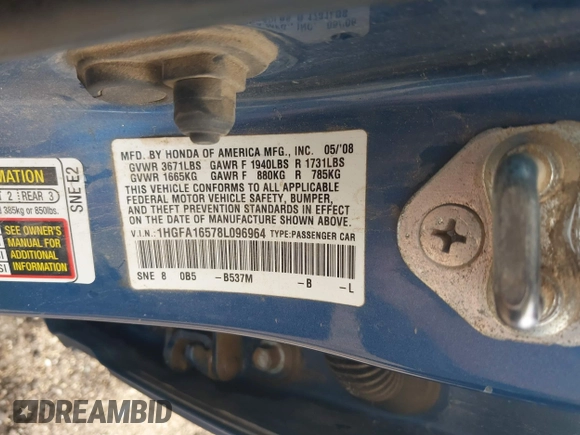 MFD. BY HONDA OF AMERICA MFG., INC. 05/'08
GVWR 3671LBS GAWR F 1940LBS R 1731LBS
GVWR 1665KG GAWR F 880KG R 785KG
THIS VEHICLE CONFORMS TO ALL APPLICABLE
FEDERAL MOTOR VEHICLE SAFETY, BUMPER,
AND THEFT PREVENTION STANDARDS IN EFFECT
ON THE DATE OF MANUFACTURE SHOWN ABOVE.
V.I.N.: 1HGFA16578L096964 TYPE:PASSENGER CAR
SNE 8 0B5 -B537M -B -L
SNE-E2
MATION
T 2 REAR 3
385kg or 850lbs.
SEE OWNER'S
MANUAL FOR
ADDITIONAL
INFORMATION
DREAMBID